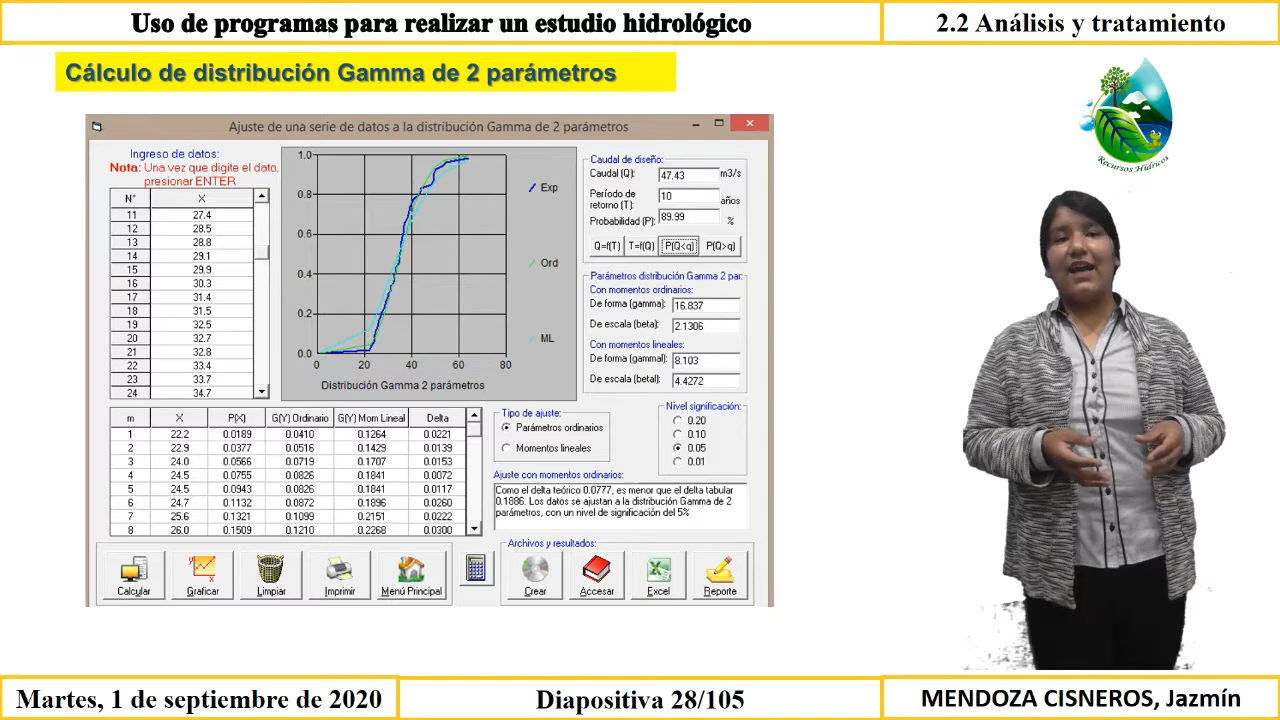 Uso de programas para realizar un estudio hidrológico
2.2 Análisis y tratamiento
Cálculo de distribución Gamma de 2 parámetros
Recursos Hídricos
Ajuste de una serie de datos a la distribución Gamma de 2 parámetros
Ingreso de datos:
Nota: Una vez que digite el dato,
presionar ENTER
N° X
11 27.4
12 28.5
13 28.8
14 29.1
15 29.9
16 30.3
17 31.4
18 31.5
19 32.5
20 32.7
21 32.8
22 33.4
23 33.7
24 34.7
1.0
0.8
0.6
0.4
0.2
0.0
0 20 40 60 80
Exp
Ord
ML
Distribución Gamma 2 parámetros
Caudal de diseño:
Caudal (Q): 47.43 m3/s
Período de
retorno (T): 10 años
Probabilidad (P): 89.99 %
Q=f(T) T=f(Q) P(Q<q) P(Q>q)
Parámetros distribución Gamma 2 par:
Con momentos ordinarios:
De forma (gamma): 16.837
De escala (beta): 2.1306
Con momentos lineales:
De forma (gammal): 8.103
De escala (betal): 4.4272
m X P(X) G(Y) Ordinario G(Y) Mom Lineal Delta
1 22.2 0.0189 0.0410 0.1264 0.0221
2 22.9 0.0377 0.0516 0.1429 0.0139
3 24.0 0.0566 0.0719 0.1707 0.0153
4 24.5 0.0755 0.0826 0.1841 0.0072
5 24.5 0.0943 0.0826 0.1841 0.0117
6 24.7 0.1132 0.0872 0.1896 0.0260
7 25.6 0.1321 0.1099 0.2151 0.0222
8 26.0 0.1509 0.1210 0.2268 0.0300
Tipo de ajuste:
Parámetros ordinarios
Momentos lineales
Nivel significación:
0.20
0.10
0.05
0.01
Ajuste con momentos ordinarios:
Como el delta teórico 0.0777, es menor que el delta tabular
0.1886. Los datos se ajustan a la distribución Gamma de 2
parámetros, con un nivel de significación del 5%
Archivos y resultados:
Calcular Graficar Limpiar Imprimir Menú Principal Crear Accesar Excel Reporte
Martes, 1 de septiembre de 2020
Diapositiva 28/105
MENDOZA CISNEROS, Jazmín